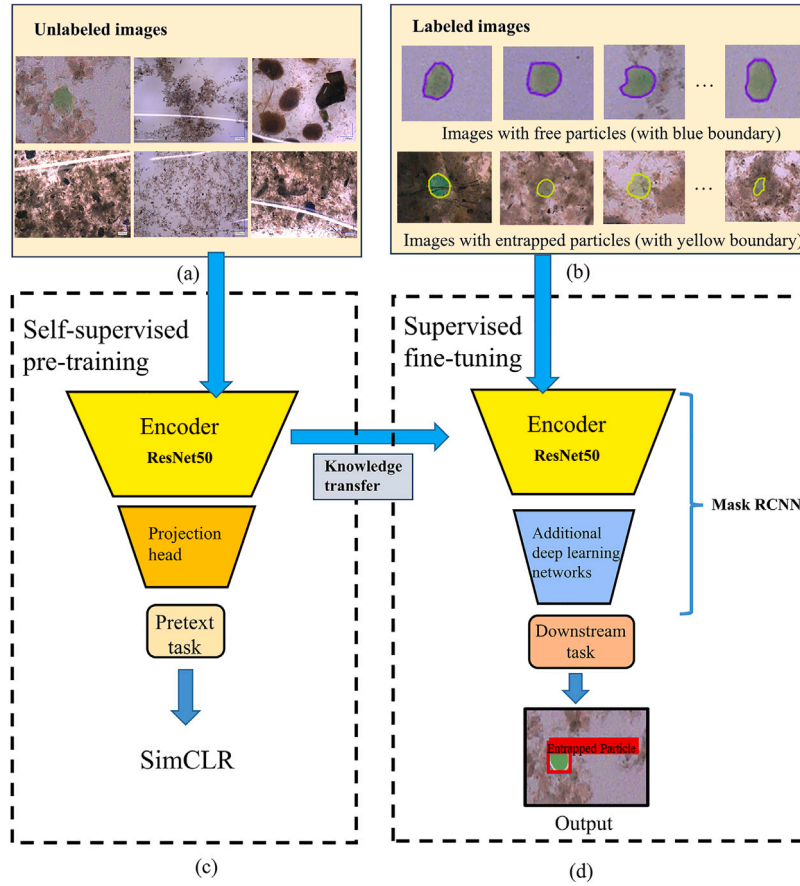 Unlabeled images
Labeled images
...
Images with free particles (with blue boundary)
...
Images with entrapped particles (with yellow boundary)
(a)
(b)
Self-supervised
pre-training
Encoder
ResNet50
Projection
head
Pretext
task
SimCLR
Knowledge
transfer
Supervised
fine-tuning
Encoder
ResNet50
Additional
deep learning
networks
Mask RCNN
Downstream
task
Entrapped Particle
Output
(c)
(d)